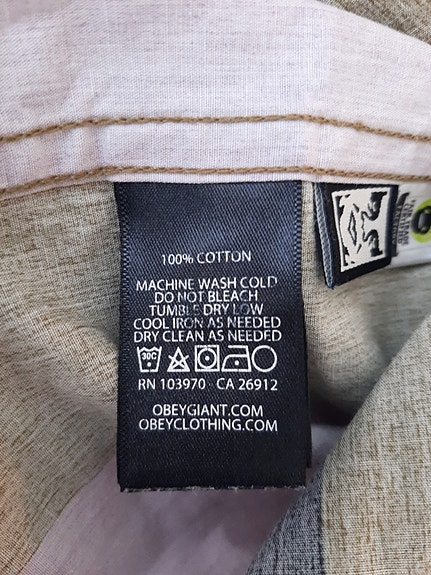 100% COTTON
MACHINE WASH COLD
DO NOT BLEACH
TUMBLE DRY LOW
COOL IRON AS NEEDED
DRY CLEAN AS NEEDED
30C
RN 103970 CA 26912
OBEYGIANT.COM
OBEYCLOTHING.COM